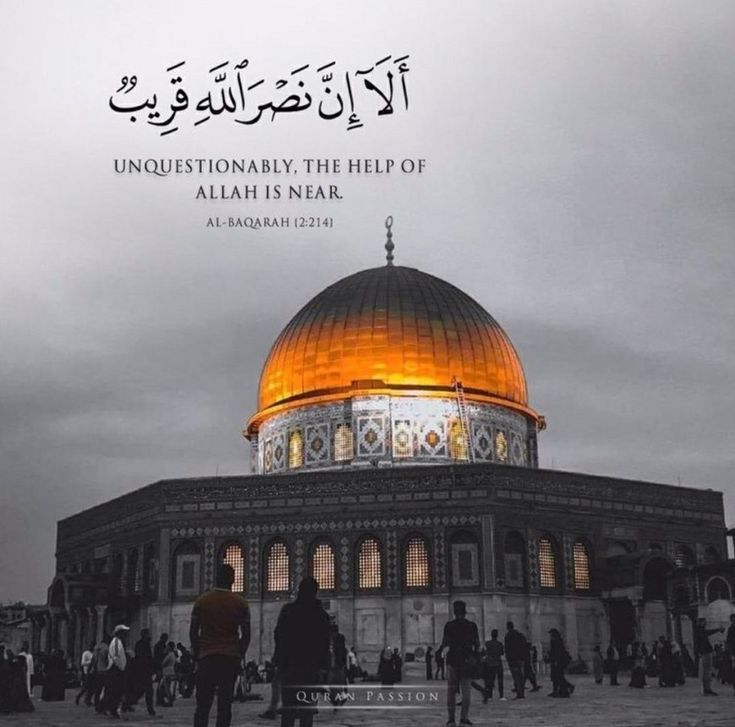 أَلَآ إِنَّ نَصْرَ ٱللَّهِ قَرِيبٌ
UNQUESTIONABLY, THE HELP OF
ALLAH IS NEAR.
AL-BAQARAH (2:214)
QURAN PASSION